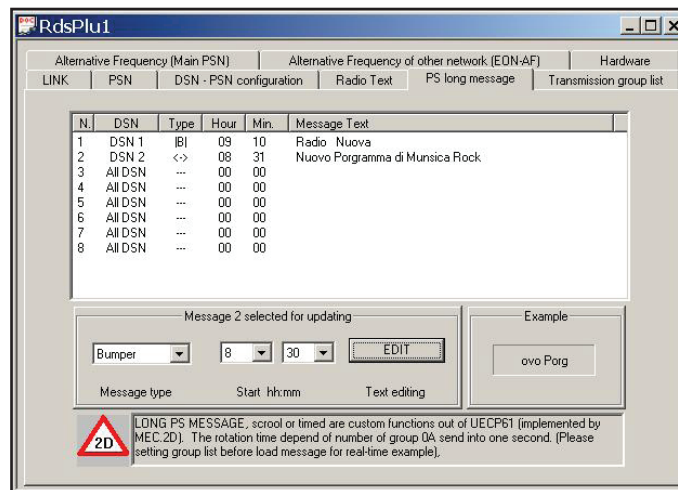 RdsPlu1
Alternative Frequency (Main PSN) Alternative Frequency of other network (EON-AF) Hardware
LINK PSN DSN - PSN configuration Radio Text PS long message Transmission group list
N. DSN Type Hour Min. Message Text
1 DSN 1 |B| 09 10 Radio Nuova
2 DSN 2 <-> 08 31 Nuovo Porgramma di Munsica Rock
3 All DSN --- 00 00
4 All DSN --- 00 00
5 All DSN --- 00 00
6 All DSN --- 00 00
7 All DSN --- 00 00
8 All DSN --- 00 00
Message 2 selected for updating
Bumper 8 30 EDIT
Message type Start hh:mm Text editing
Example
ovo Porg
2D
LONG PS MESSAGE, scrool or timed are custom functions out of UECP61 (implemented by
MEC.2D). The rotation time depend of number of group 0A send into one second. (Please
setting group list before load message for real-time example),